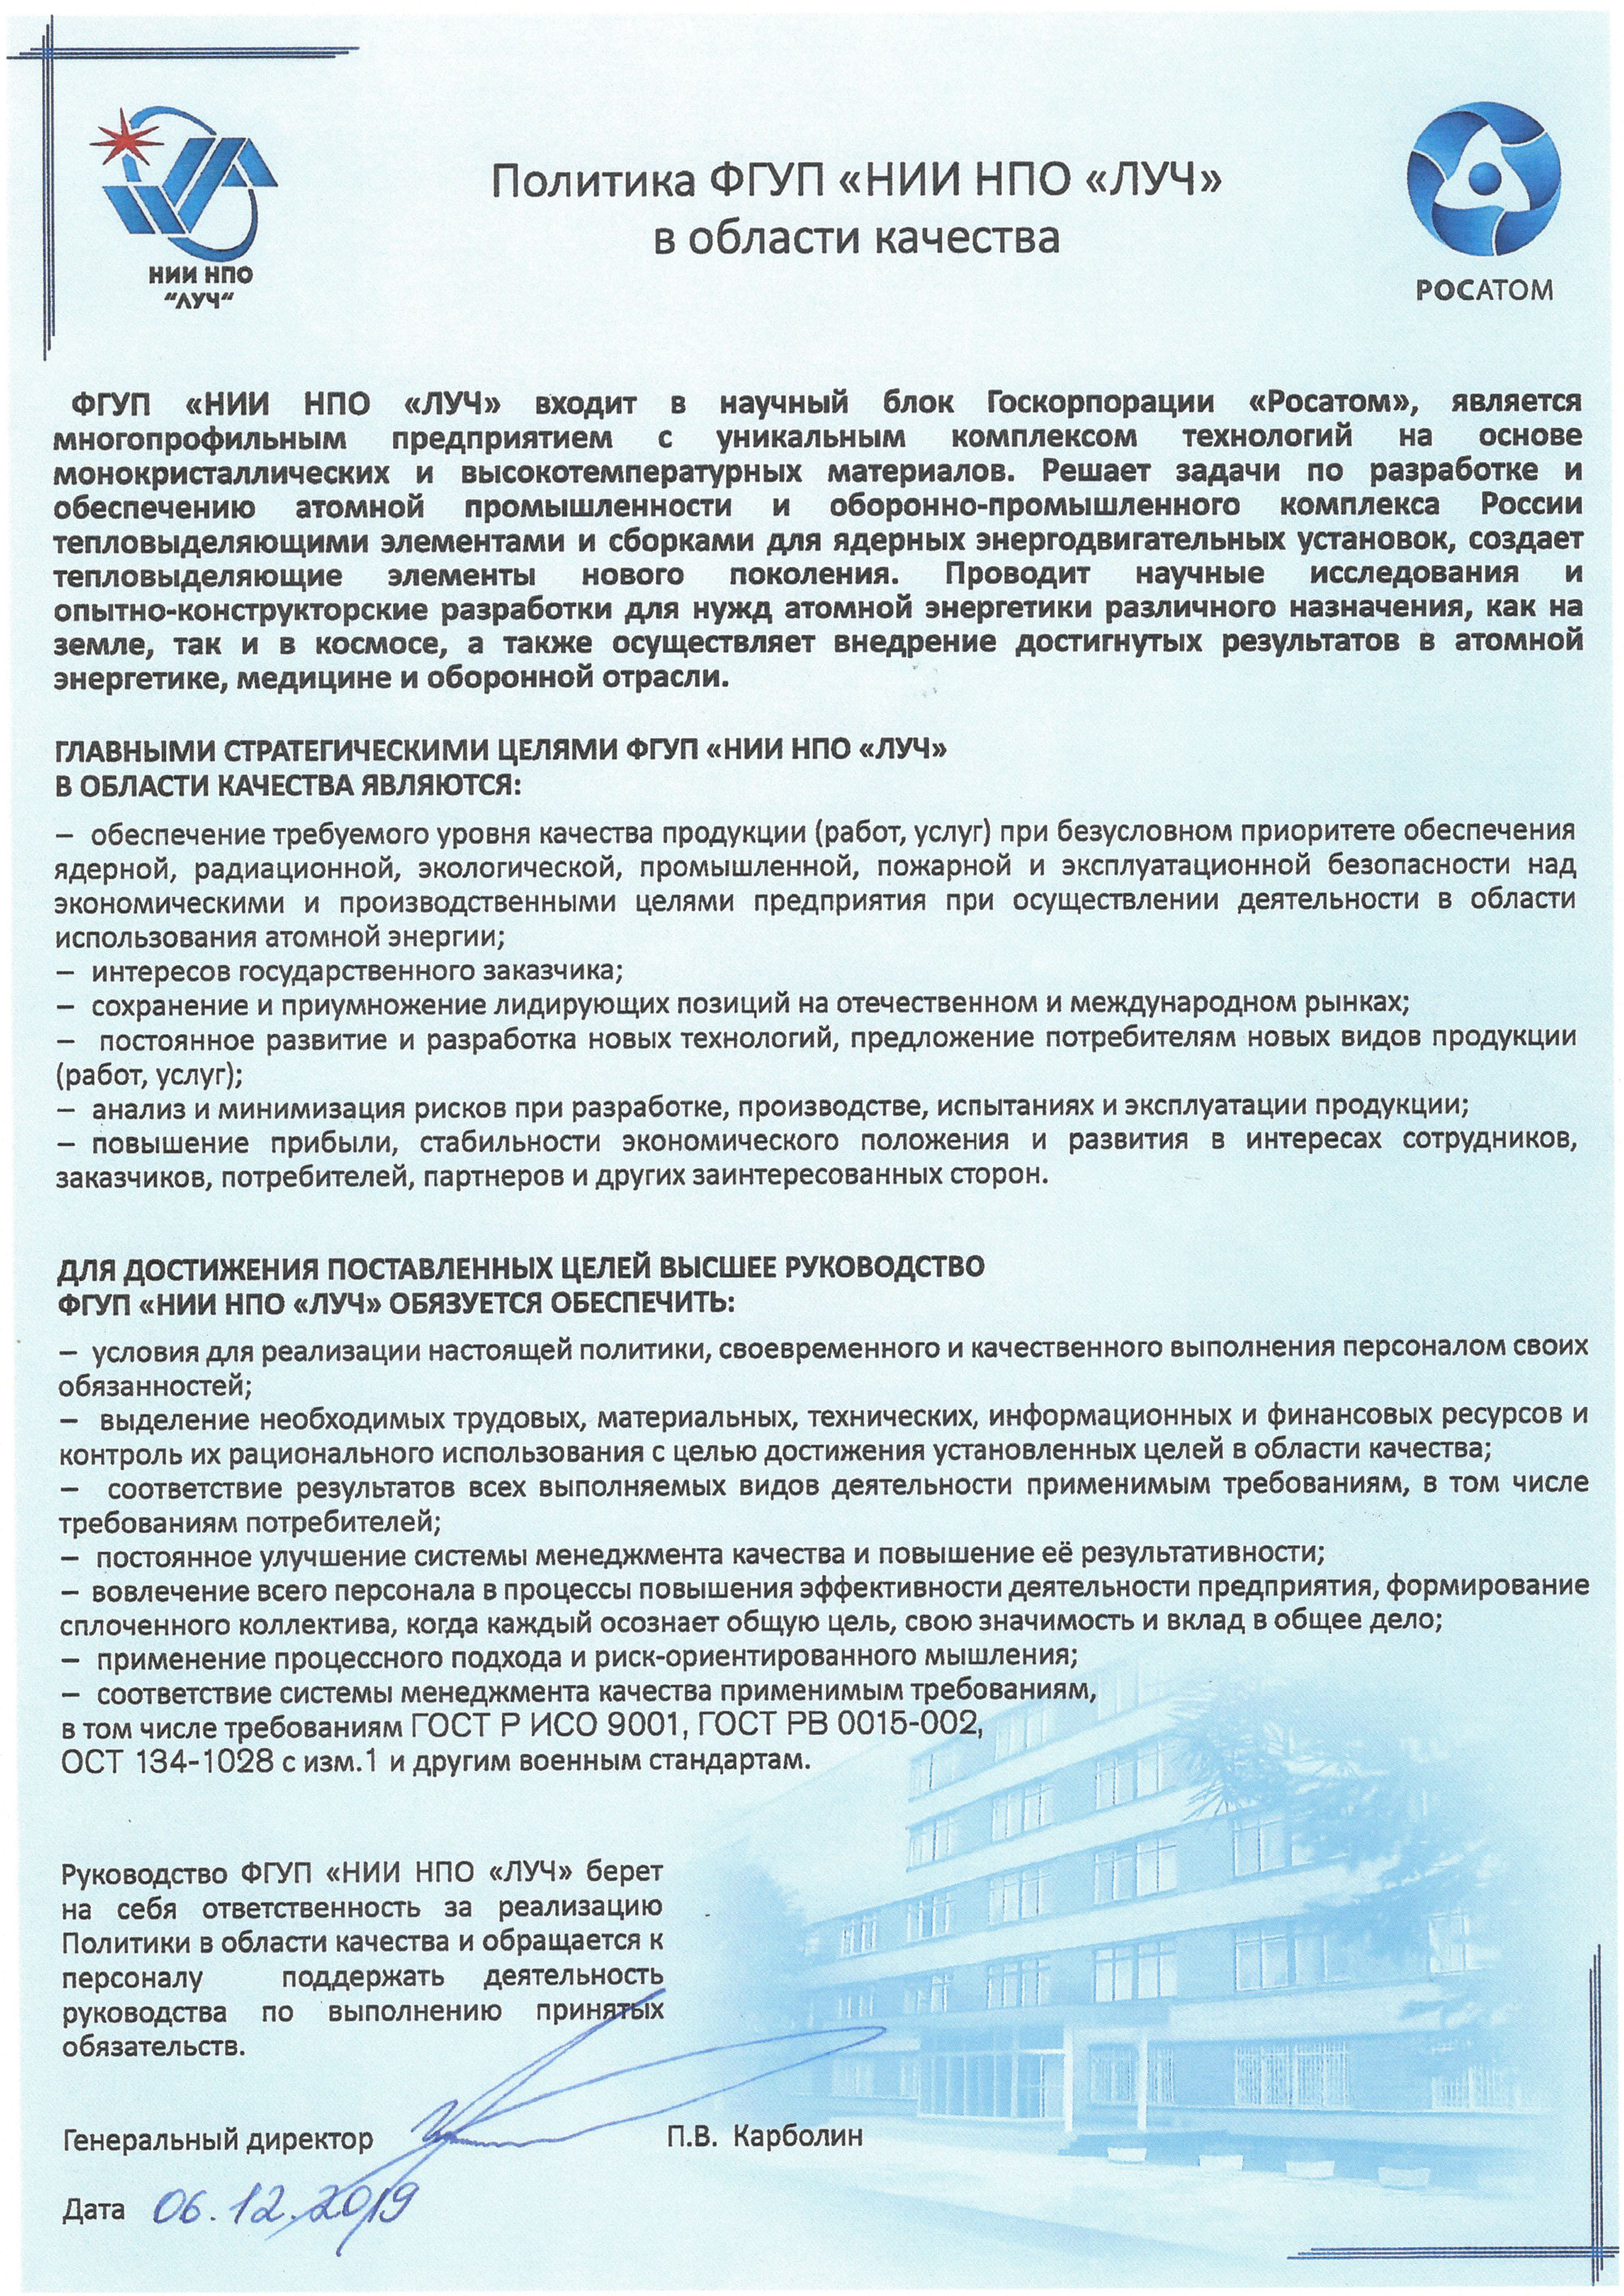 НИИ НПО
“ЛУЧ“
Политика ФГУП «НИИ НПО «ЛУЧ»
в области качества
РОСАТОМ
ФГУП «НИИ НПО «ЛУЧ» входит в научный блок Госкорпорации «Росатом», является
многопрофильным предприятием с уникальным комплексом технологий на основе
монокристаллических и высокотемпературных материалов. Решает задачи по разработке и
обеспечению атомной промышленности и оборонно-промышленного комплекса России
тепловыделяющими элементами и сборками для ядерных энергодвигательных установок, создает
тепловыделяющие элементы нового поколения. Проводит научные исследования и
опытно-конструкторские разработки для нужд атомной энергетики различного назначения, как на
земле, так и в космосе, а также осуществляет внедрение достигнутых результатов в атомной
энергетике, медицине и оборонной отрасли.
ГЛАВНЫМИ СТРАТЕГИЧЕСКИМИ ЦЕЛЯМИ ФГУП «НИИ НПО «ЛУЧ»
В ОБЛАСТИ КАЧЕСТВА ЯВЛЯЮТСЯ:
– обеспечение требуемого уровня качества продукции (работ, услуг) при безусловном приоритете обеспечения
ядерной, радиационной, экологической, промышленной, пожарной и эксплуатационной безопасности над
экономическими и производственными целями предприятия при осуществлении деятельности в области
использования атомной энергии;
– интересов государственного заказчика;
– сохранение и приумножение лидирующих позиций на отечественном и международном рынках;
– постоянное развитие и разработка новых технологий, предложение потребителям новых видов продукции
(работ, услуг);
– анализ и минимизация рисков при разработке, производстве, испытаниях и эксплуатации продукции;
– повышение прибыли, стабильности экономического положения и развития в интересах сотрудников,
заказчиков, потребителей, партнеров и других заинтересованных сторон.
ДЛЯ ДОСТИЖЕНИЯ ПОСТАВЛЕННЫХ ЦЕЛЕЙ ВЫСШЕЕ РУКОВОДСТВО
ФГУП «НИИ НПО «ЛУЧ» ОБЯЗУЕТСЯ ОБЕСПЕЧИТЬ:
– условия для реализации настоящей политики, своевременного и качественного выполнения персоналом своих
обязанностей;
– выделение необходимых трудовых, материальных, технических, информационных и финансовых ресурсов и
контроль их рационального использования с целью достижения установленных целей в области качества;
– соответствие результатов всех выполняемых видов деятельности применимым требованиям, в том числе
требованиям потребителей;
– постоянное улучшение системы менеджмента качества и повышение её результативности;
– вовлечение всего персонала в процессы повышения эффективности деятельности предприятия, формирование
сплоченного коллектива, когда каждый осознает общую цель, свою значимость и вклад в общее дело;
– применение процессного подхода и риск-ориентированного мышления;
– соответствие системы менеджмента качества применимым требованиям,
в том числе требованиям ГОСТ Р ИСО 9001, ГОСТ РВ 0015-002,
ОСТ 134-1028 с изм.1 и другим военным стандартам.
Руководство ФГУП «НИИ НПО «ЛУЧ» берет
на себя ответственность за реализацию
Политики в области качества и обращается к
персоналу поддержать деятельность
руководства по выполнению принятых
обязательств.
Генеральный директор П.В. Карболин
Дата 06.12.2019